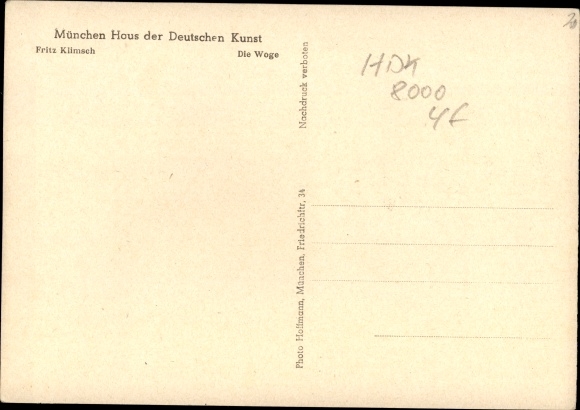 München Haus der Deutschen Kunst
Fritz Klimsch Die Woge
Nachdruck verboten
Photo Hoffmann, München, Friedrichstr. 34
HDK
8000
4f